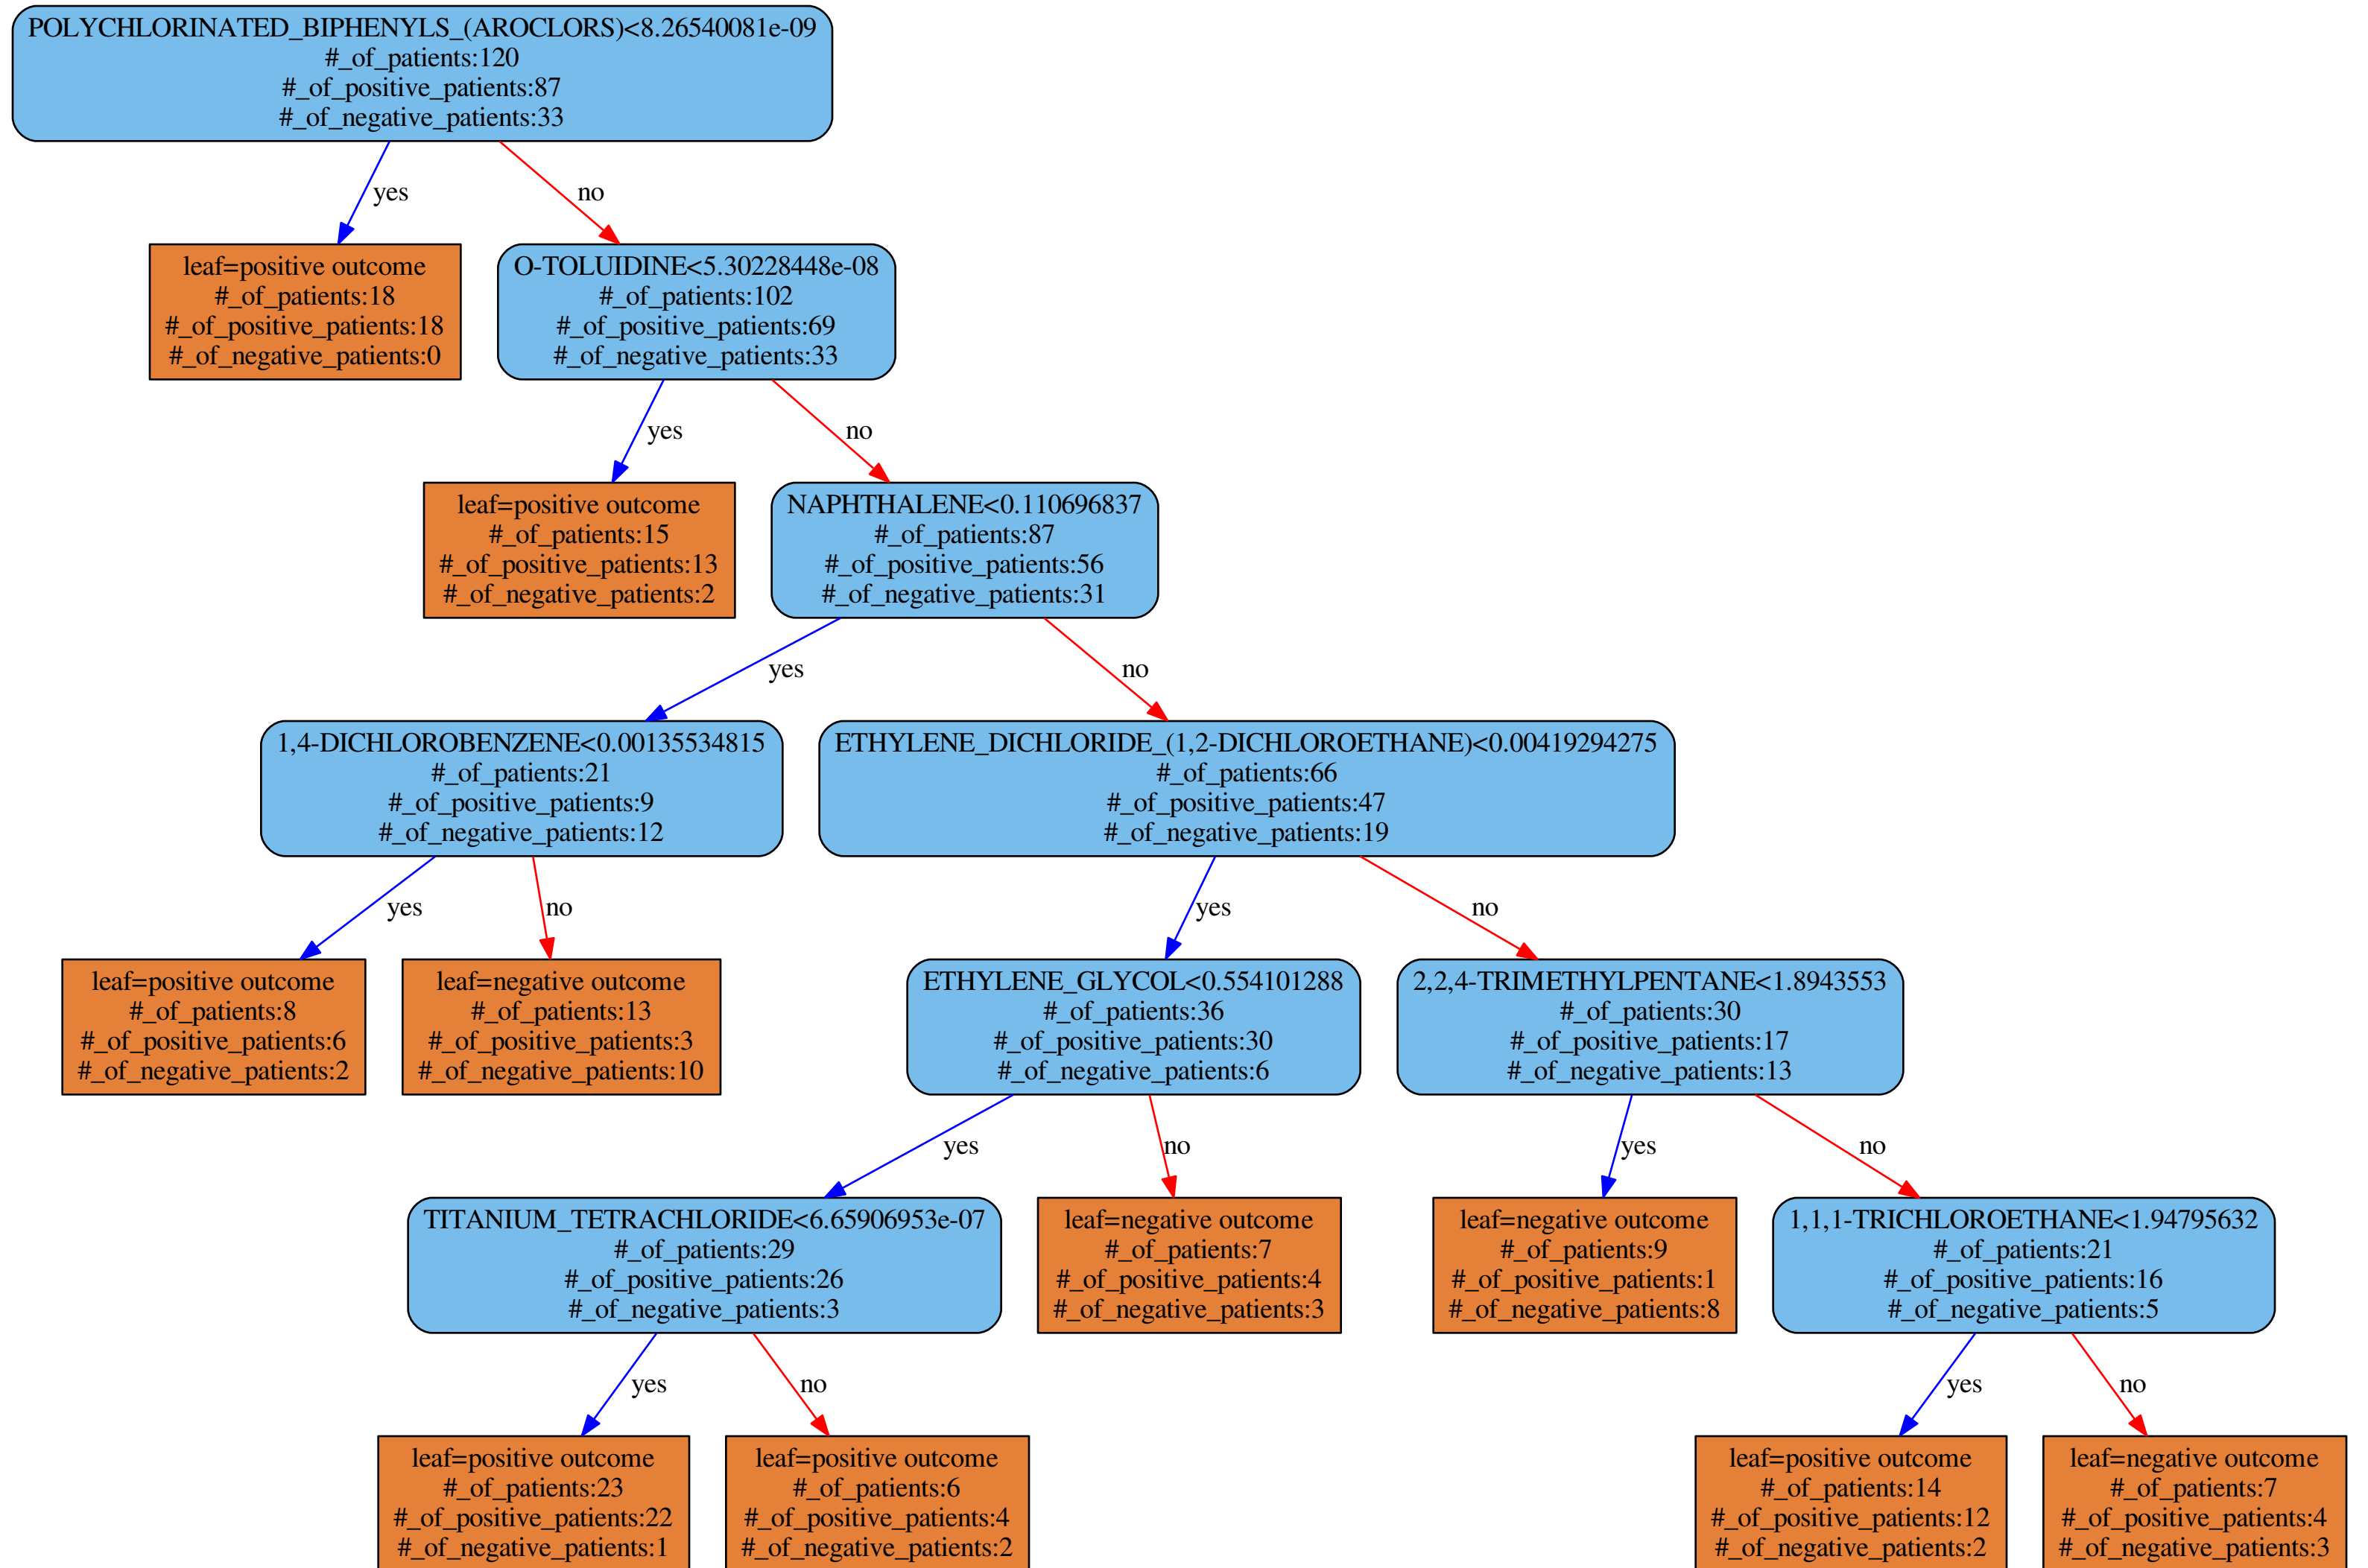 POLYCHLORINATED_BIPHENYLS_(AROCLORS)<8.26540081e-09
#_of_patients:120
#_of_positive_patients:87
#_of_negative_patients:33
yes
no
leaf=positive outcome
#_of_patients:18
#_of_positive_patients:18
#_of_negative_patients:0
O-TOLUIDINE<5.30228448e-08
#_of_patients:102
#_of_positive_patients:69
#_of_negative_patients:33
yes
no
leaf=positive outcome
#_of_patients:15
#_of_positive_patients:13
#_of_negative_patients:2
NAPHTHALENE<0.110696837
#_of_patients:87
#_of_positive_patients:56
#_of_negative_patients:31
yes
no
1,4-DICHLOROBENZENE<0.00135534815
#_of_patients:21
#_of_positive_patients:9
#_of_negative_patients:12
ETHYLENE_DICHLORIDE_(1,2-DICHLOROETHANE)<0.00419294275
#_of_patients:66
#_of_positive_patients:47
#_of_negative_patients:19
yes
no
yes
no
leaf=positive outcome
#_of_patients:8
#_of_positive_patients:6
#_of_negative_patients:2
leaf=negative outcome
#_of_patients:13
#_of_positive_patients:3
#_of_negative_patients:10
ETHYLENE_GLYCOL<0.554101288
#_of_patients:36
#_of_positive_patients:30
#_of_negative_patients:6
2,2,4-TRIMETHYLPENTANE<1.8943553
#_of_patients:30
#_of_positive_patients:17
#_of_negative_patients:13
yes
no
yes
no
TITANIUM_TETRACHLORIDE<6.65906953e-07
#_of_patients:29
#_of_positive_patients:26
#_of_negative_patients:3
leaf=negative outcome
#_of_patients:7
#_of_positive_patients:4
#_of_negative_patients:3
leaf=negative outcome
#_of_patients:9
#_of_positive_patients:1
#_of_negative_patients:8
1,1,1-TRICHLOROETHANE<1.94795632
#_of_patients:21
#_of_positive_patients:16
#_of_negative_patients:5
yes
no
yes
no
leaf=positive outcome
#_of_patients:23
#_of_positive_patients:22
#_of_negative_patients:1
leaf=positive outcome
#_of_patients:6
#_of_positive_patients:4
#_of_negative_patients:2
leaf=positive outcome
#_of_patients:14
#_of_positive_patients:12
#_of_negative_patients:2
leaf=negative outcome
#_of_patients:7
#_of_positive_patients:4
#_of_negative_patients:3